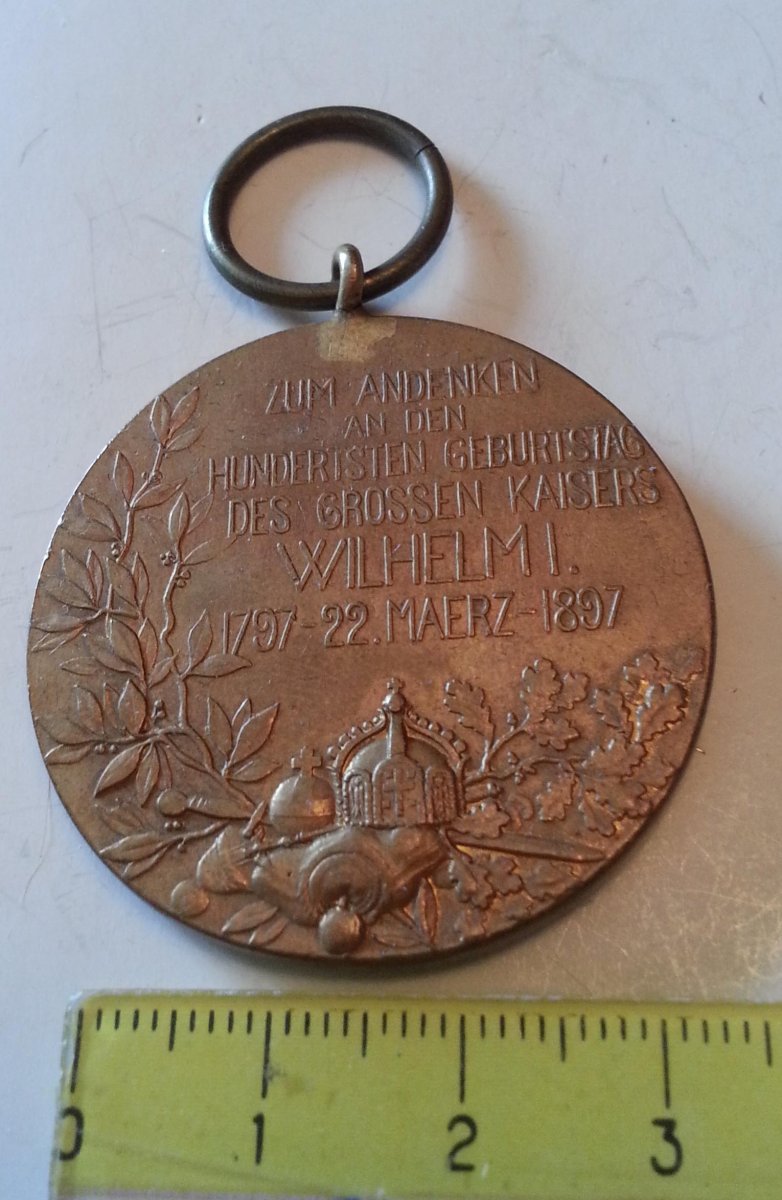 ZUM ANDENKEN
AN DEN
HUNDERTSTEN GEBURTSTAG
DES GROSSEN KAISERS
WILHELM I.
1797-22.MAERZ-1897
0 1 2 3